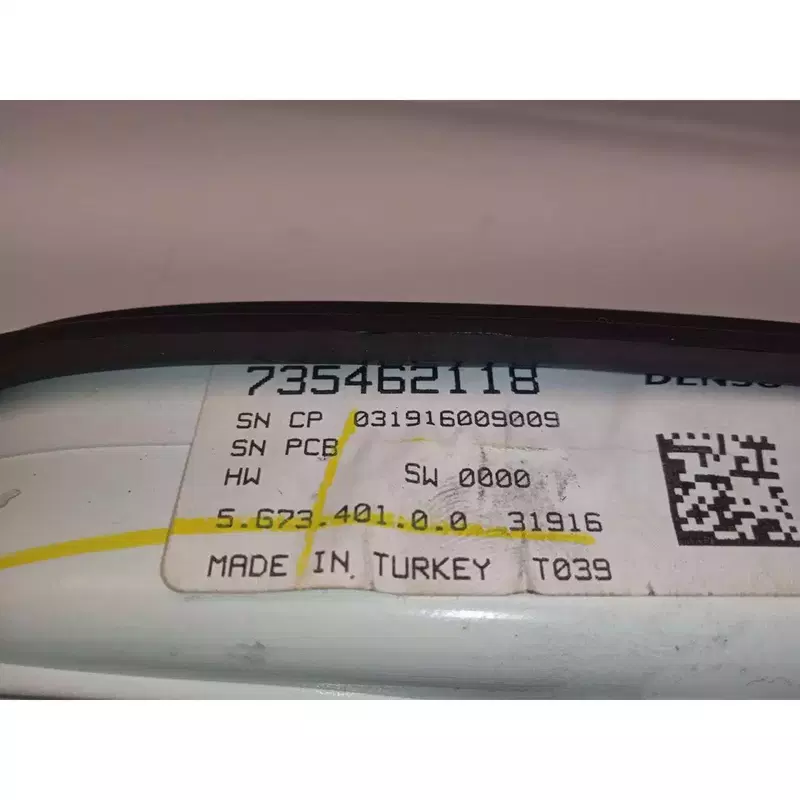 735462118 DENSO
SN CP 031916009009
SN PCB
HW SW 0000
5.673.401.0.0 31916
MADE IN TURKEY T039